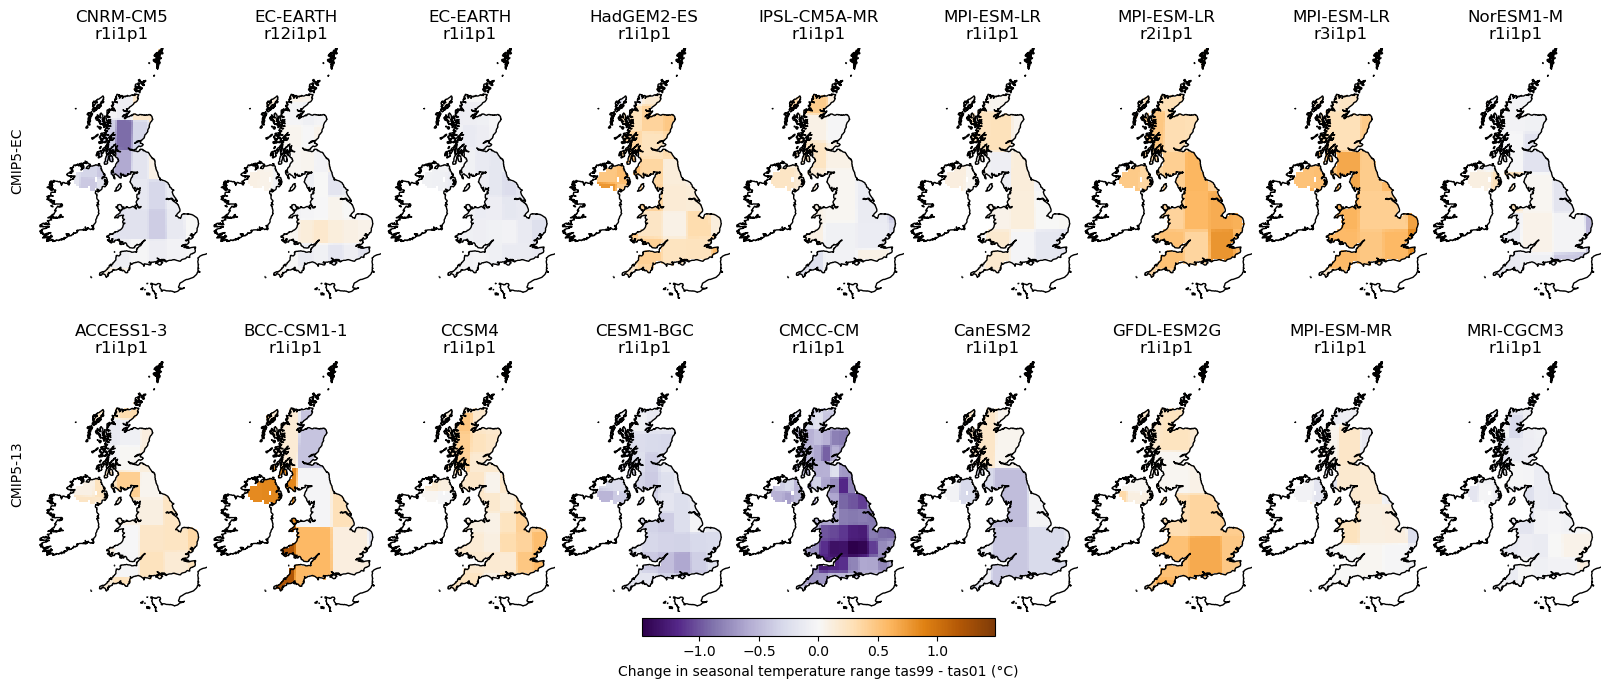 CNRM-CM5
r1i1p1
EC-EARTH
r12i1p1
EC-EARTH
r1i1p1
HadGEM2-ES
r1i1p1
IPSL-CM5A-MR
r1i1p1
MPI-ESM-LR
r1i1p1
MPI-ESM-LR
r2i1p1
MPI-ESM-LR
r3i1p1
NorESM1-M
r1i1p1
CMIP5-EC
ACCESS1-3
r1i1p1
BCC-CSM1-1
r1i1p1
CCSM4
r1i1p1
CESM1-BGC
r1i1p1
CMCC-CM
r1i1p1
CanESM2
r1i1p1
GFDL-ESM2G
r1i1p1
MPI-ESM-MR
r1i1p1
MRI-CGCM3
r1i1p1
CMIP5-13
−1.0 −0.5 0.0 0.5 1.0
Change in seasonal temperature range tas99 - tas01 (°C)